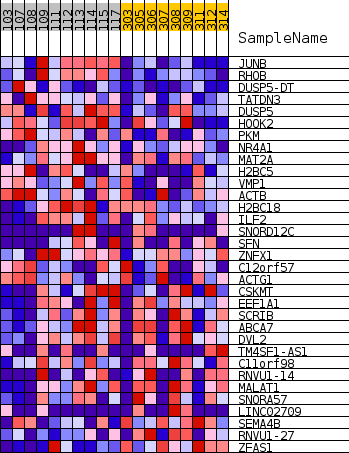 103 107 108 109 111 112 113 114 115 117 303 305 306 307 308 309 311 312 314
SampleName
JUNB
RHOB
DUSP5-DT
TATDN3
DUSP5
HOOK2
PKM
NR4A1
MAT2A
H2BC5
VMP1
ACTB
H2BC18
ILF2
SNORD12C
SFN
ZNFX1
C12orf57
ACTG1
CSKMT
EEF1A1
SCRIB
ABCA7
DVL2
TM4SF1-AS1
C11orf98
RNVU1-14
MALAT1
SNORA57
LINC02709
SEMA4B
RNVU1-27
ZFAS1